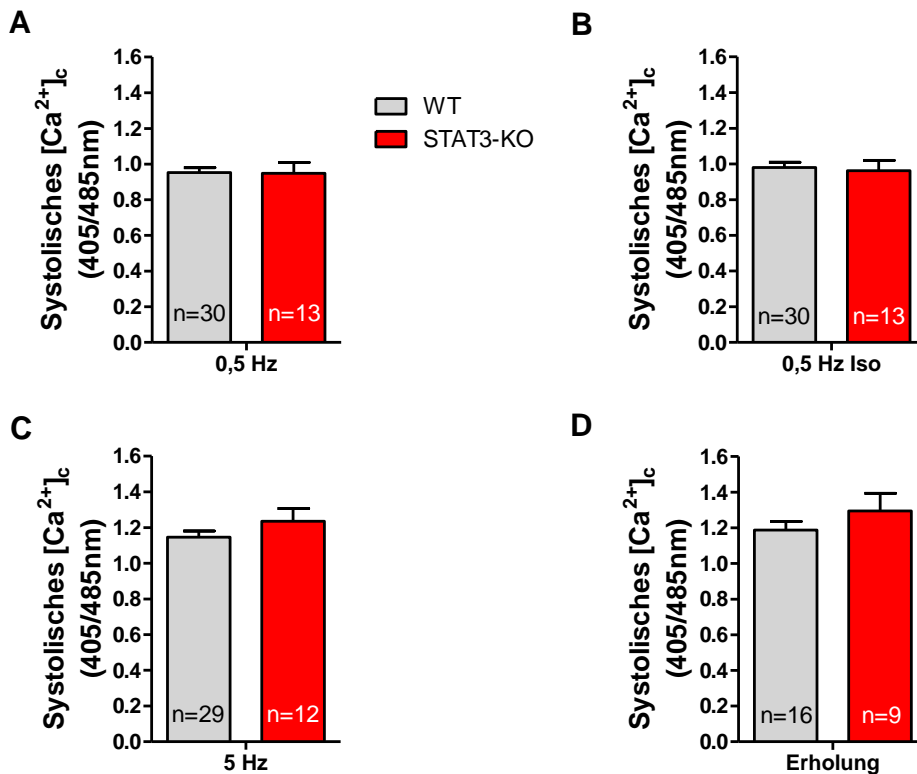 A
Systolisches [Ca²⁺]c
(405/485nm)
1.6
1.4
1.2
1.0
0.8
0.6
0.4
0.2
0.0
n=30
n=13
0,5 Hz
WT
STAT3-KO
B
Systolisches [Ca²⁺]c
(405/485nm)
1.6
1.4
1.2
1.0
0.8
0.6
0.4
0.2
0.0
n=30
n=13
0,5 Hz Iso
C
Systolisches [Ca²⁺]c
(405/485nm)
1.6
1.4
1.2
1.0
0.8
0.6
0.4
0.2
0.0
n=29
n=12
5 Hz
D
Systolisches [Ca²⁺]c
(405/485nm)
1.6
1.4
1.2
1.0
0.8
0.6
0.4
0.2
0.0
n=16
n=9
Erholung